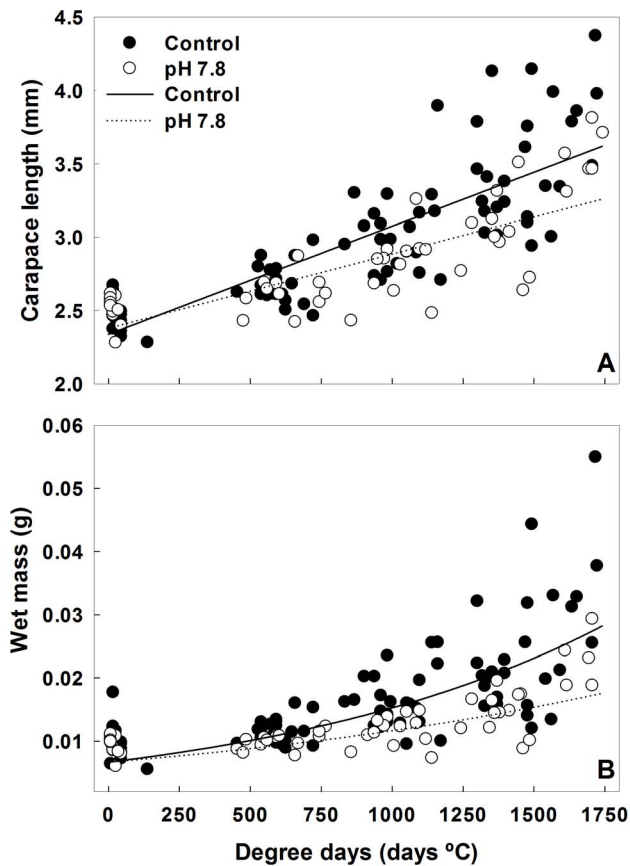 4.5
4.0
3.5
3.0
2.5
2.0
Carapace length (mm)
Control
pH 7.8
Control
pH 7.8
A
0.06
0.05
0.04
0.03
0.02
0.01
Wet mass (g)
B
0 250 500 750 1000 1250 1500 1750
Degree days (days ºC)